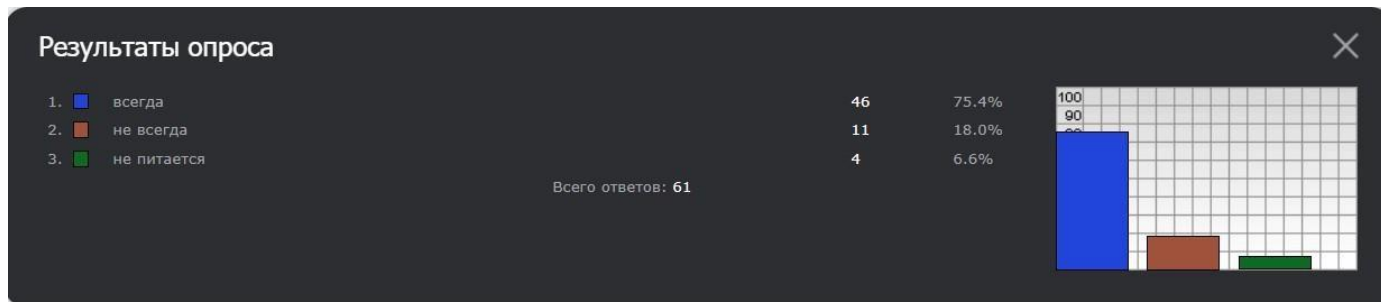 Результаты опроса
1. всегда 46 75.4%
2. не всегда 11 18.0%
3. не питается 4 6.6%
Всего ответов: 61
100
90